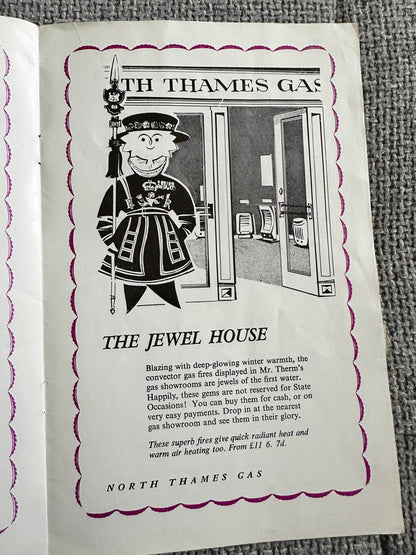 TH THAMES GAS
THE JEWEL HOUSE
Blazing with deep-glowing winter warmth, the
convector gas fires displayed in Mr. Therm's
gas showrooms are jewels of the first water.
Happily, these gems are not reserved for State
Occasions! You can buy them for cash, or on
very easy payments. Drop in at the nearest
gas showroom and see them in their glory.
These superb fires give quick radiant heat and
warm air heating too. From £11 6. 7d.
NORTH THAMES GAS